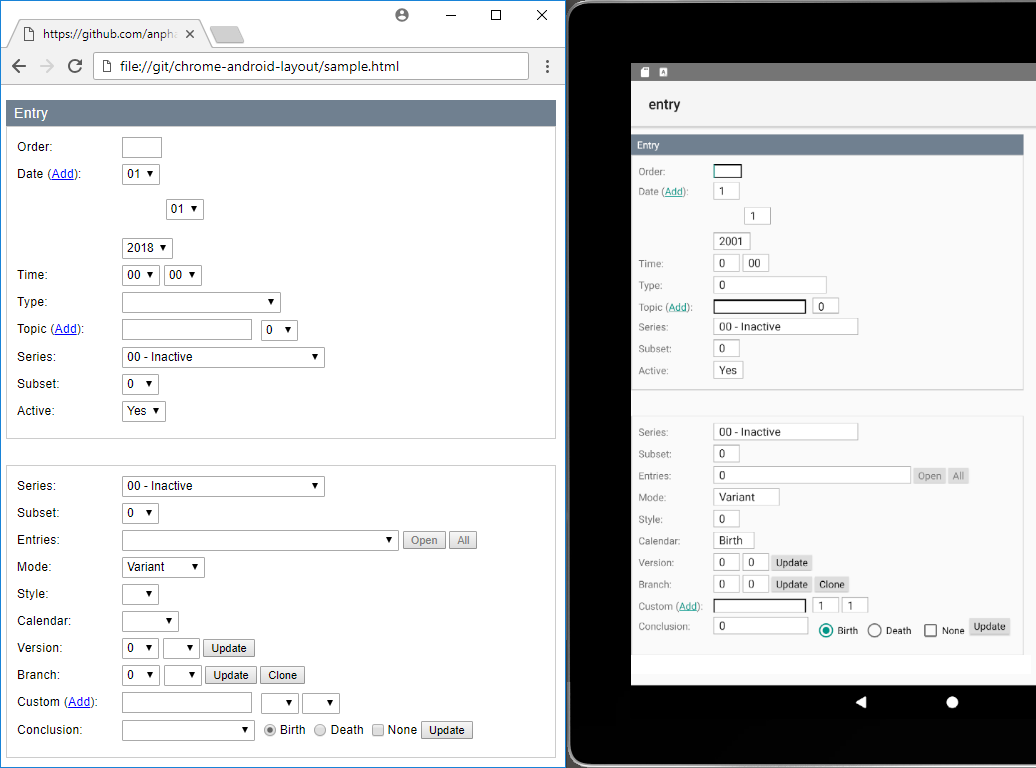 https://github.com/anpha
file://git/chrome-android-layout/sample.html
Entry
Order:
Date (Add): 01
01
2018
Time: 00 00
Type:
Topic (Add): 0
Series: 00 - Inactive
Subset: 0
Active: Yes
Series: 00 - Inactive
Subset: 0
Entries: Open All
Mode: Variant
Style:
Calendar:
Version: 0 Update
Branch: 0 Update Clone
Custom (Add):
Conclusion: Birth Death None Update
entry
Entry
Order:
Date (Add): 1
1
2001
Time: 0 00
Type: 0
Topic (Add): 0
Series: 00 - Inactive
Subset: 0
Active: Yes
Series: 00 - Inactive
Subset: 0
Entries: 0 Open All
Mode: Variant
Style: 0
Calendar: Birth
Version: 0 0 Update
Branch: 0 0 Update Clone
Custom (Add): 1 1
Conclusion: 0 Birth Death None Update